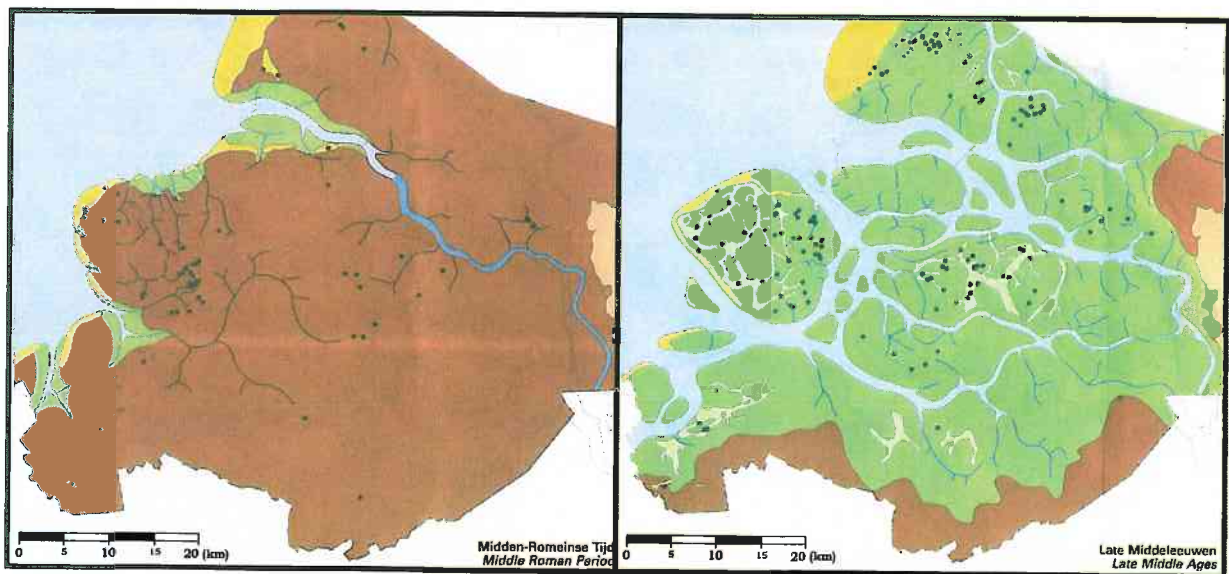 0 5 10 15 20 (km)
Midden-Romeinse Tijd
Middle Roman Period
0 5 10 15 20 (km)
Late Middeleeuwen
Late Middle Ages